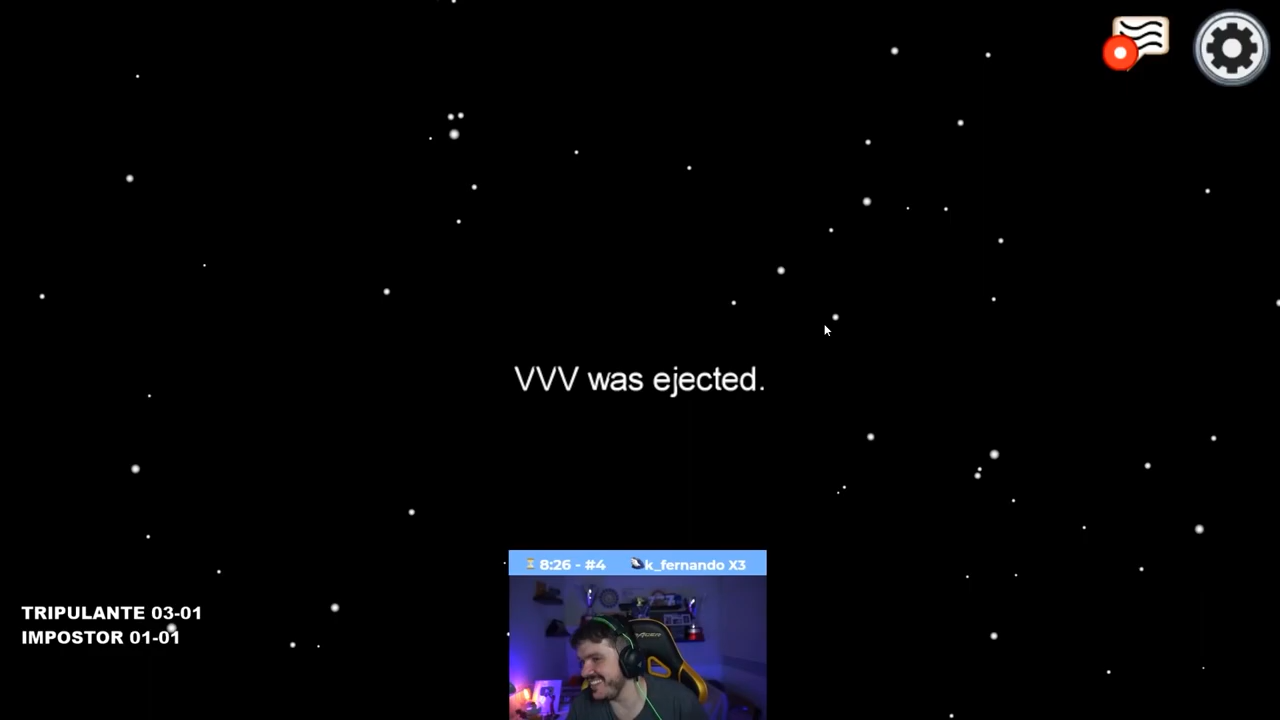 VVV was ejected.
8:26 - #4 k_fernando X3
TRIPULANTE 03-01
IMPOSTOR 01-01